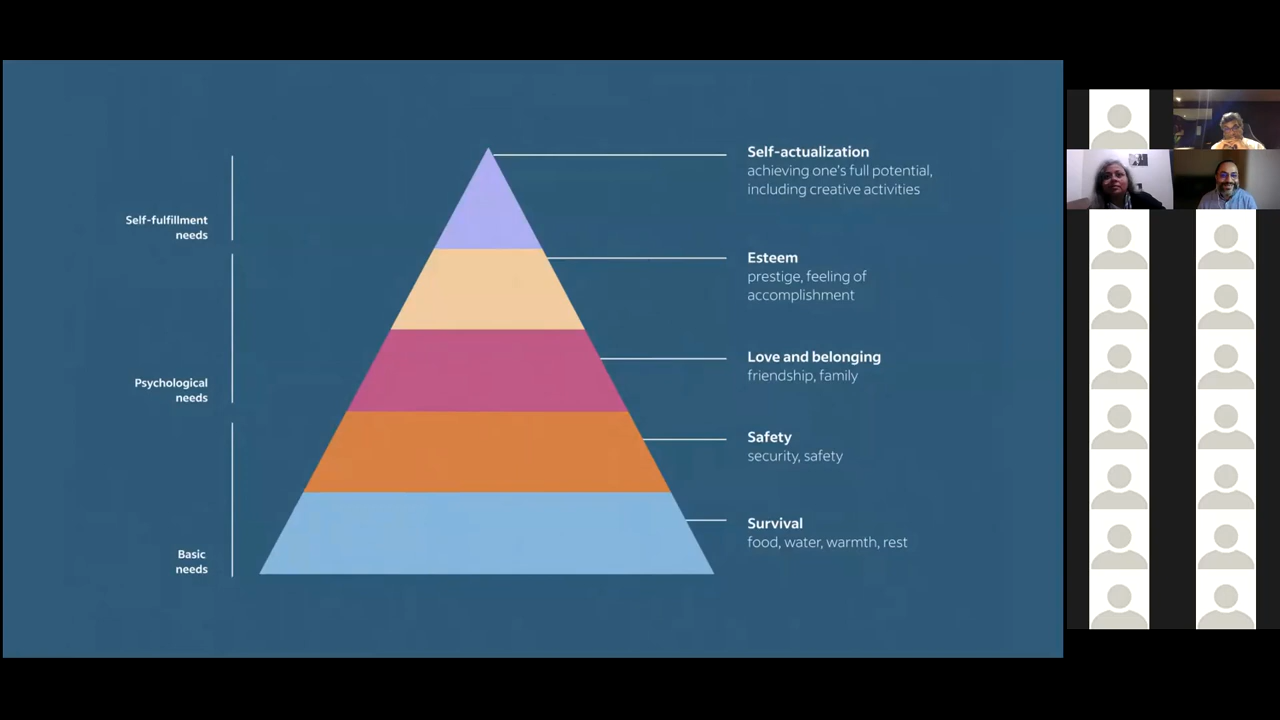 Self-actualization
achieving one's full potential,
including creative activities
Self-fulfillment
needs
Esteem
prestige, feeling of
accomplishment
Love and belonging
friendship, family
Psychological
needs
Safety
security, safety
Survival
food, water, warmth, rest
Basic
needs